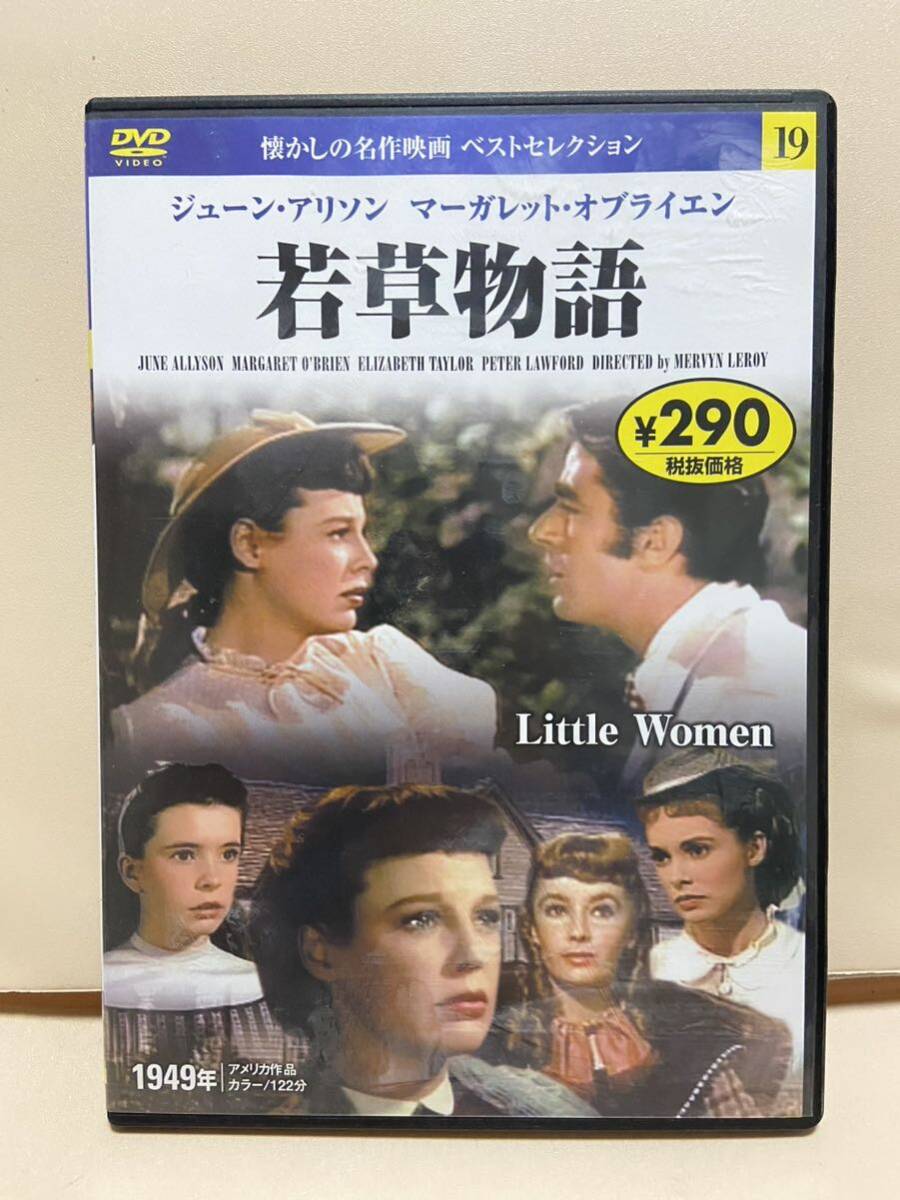 DVD
VIDEO
懐かしの名作映画 ベストセレクション
19
ジューン・アリソン マーガレット・オブライエン
若草物語
JUNE ALLYSON MARGARET O'BRIEN ELIZABETH TAYLOR PETER LAWFORD DIRECTED by MERVYN LEROY
¥290
税抜価格
Little Women
1949年
アメリカ作品
カラー/122分